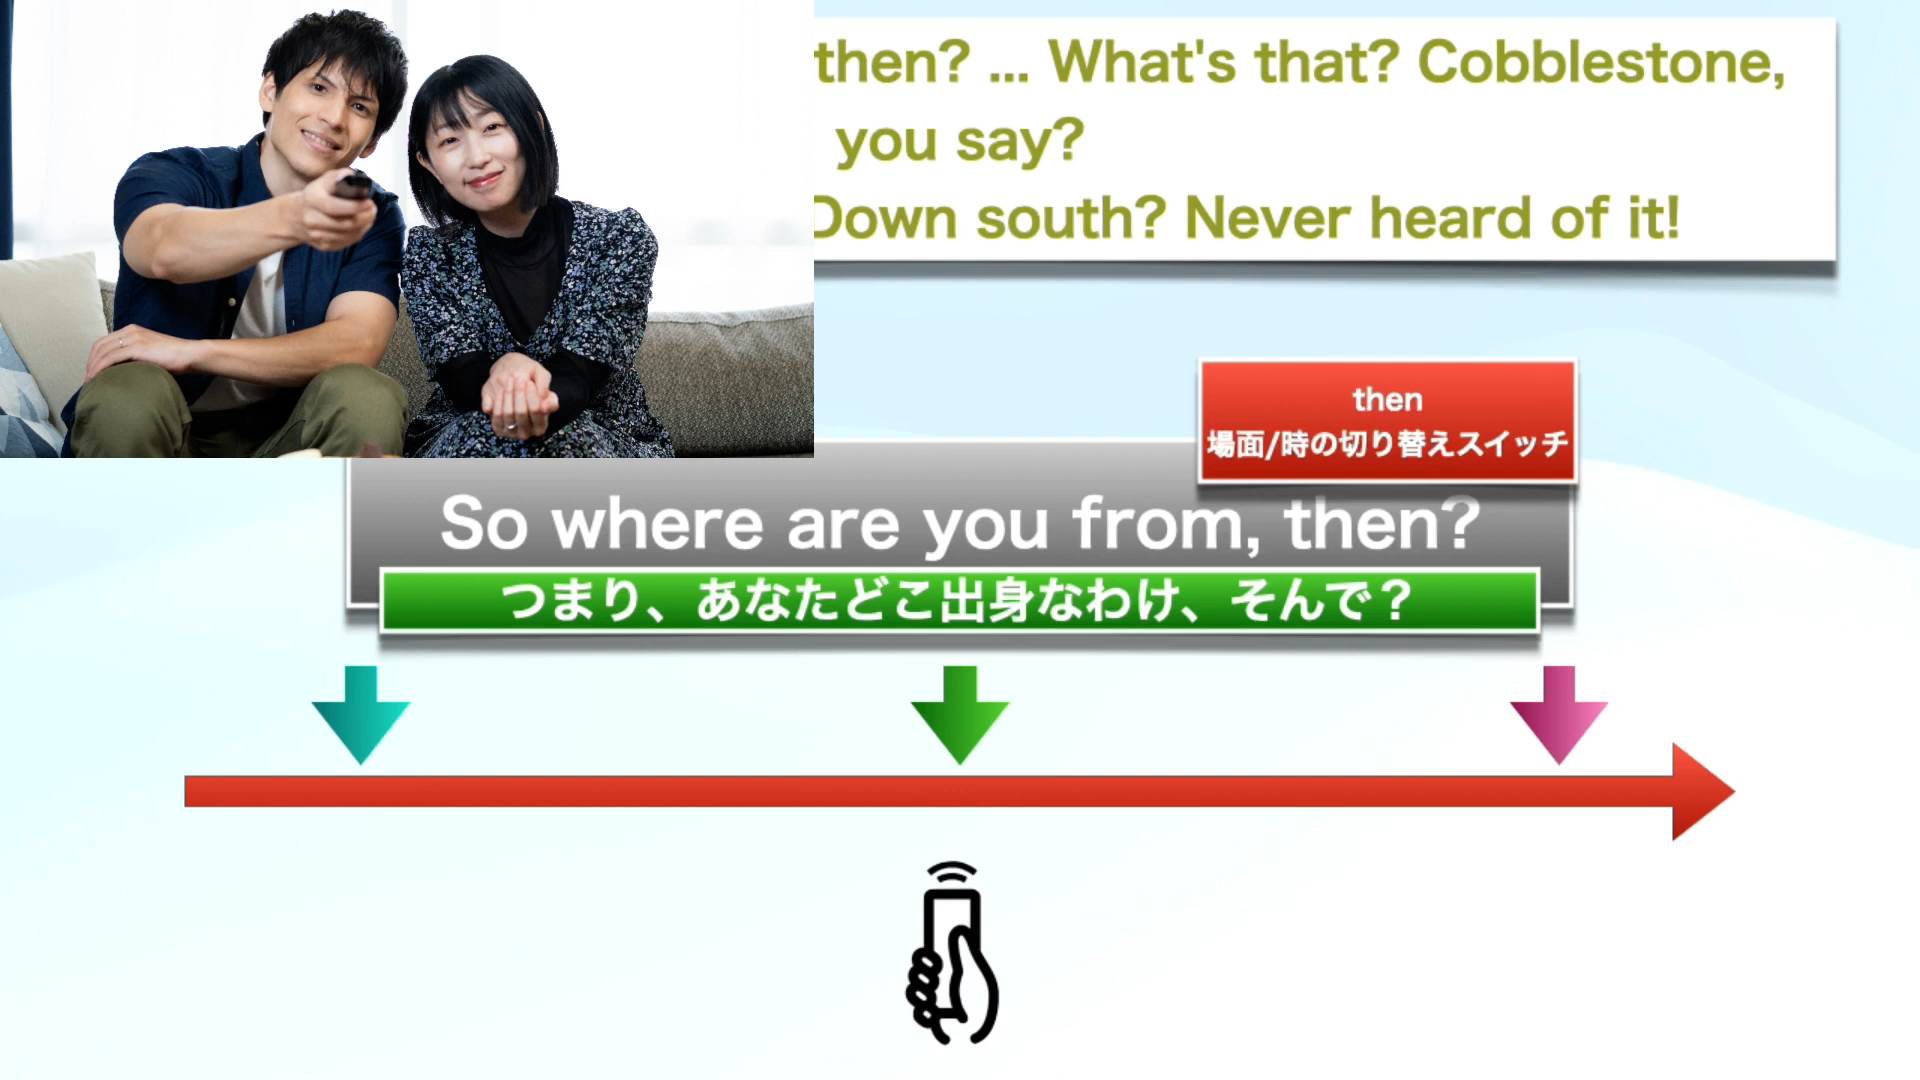 then? ... What's that? Cobblestone,
you say?
Down south? Never heard of it!
then
場面/時の切り替えスイッチ
So where are you from, then?
つまり、あなたどこ出身なわけ、そんで？